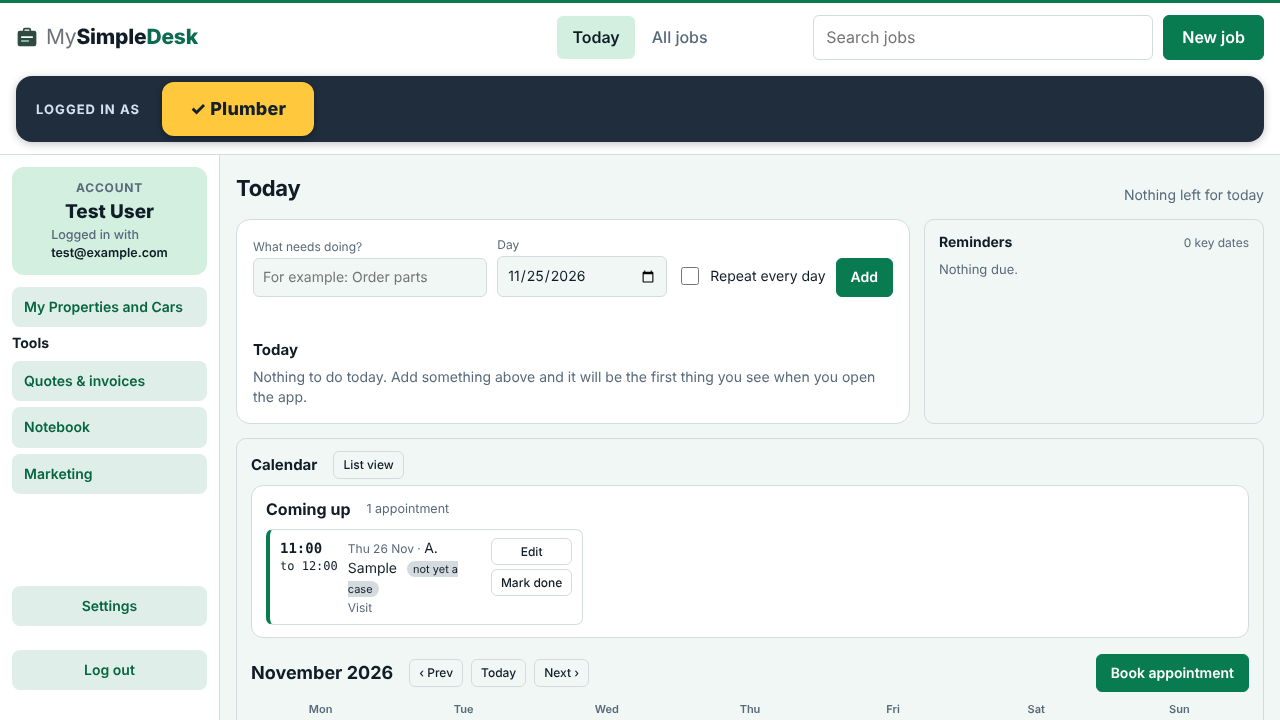 MySimpleDesk
Today
All jobs
Search jobs
New job
LOGGED IN AS
✓ Plumber
ACCOUNT
Test User
Logged in with
test@example.com
My Properties and Cars
Tools
Quotes & invoices
Notebook
Marketing
Settings
Log out
Today
Nothing left for today
What needs doing?
For example: Order parts
Day
11/25/2026
Repeat every day
Add
Today
Nothing to do today. Add something above and it will be the first thing you see when you open
the app.
Reminders
0 key dates
Nothing due.
Calendar
List view
Coming up
1 appointment
11:00
to 12:00
Thu 26 Nov · A.
Sample not yet a
case
Visit
Edit
Mark done
November 2026
‹ Prev
Today
Next ›
Book appointment
Mon Tue Wed Thu Fri Sat Sun